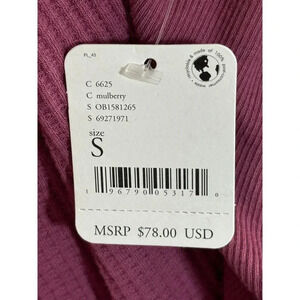 PL_45
C 6625
C mulberry
S OB1581265
S 69271971
size
S
1 96790 05317 0
MSRP $78.00 USD